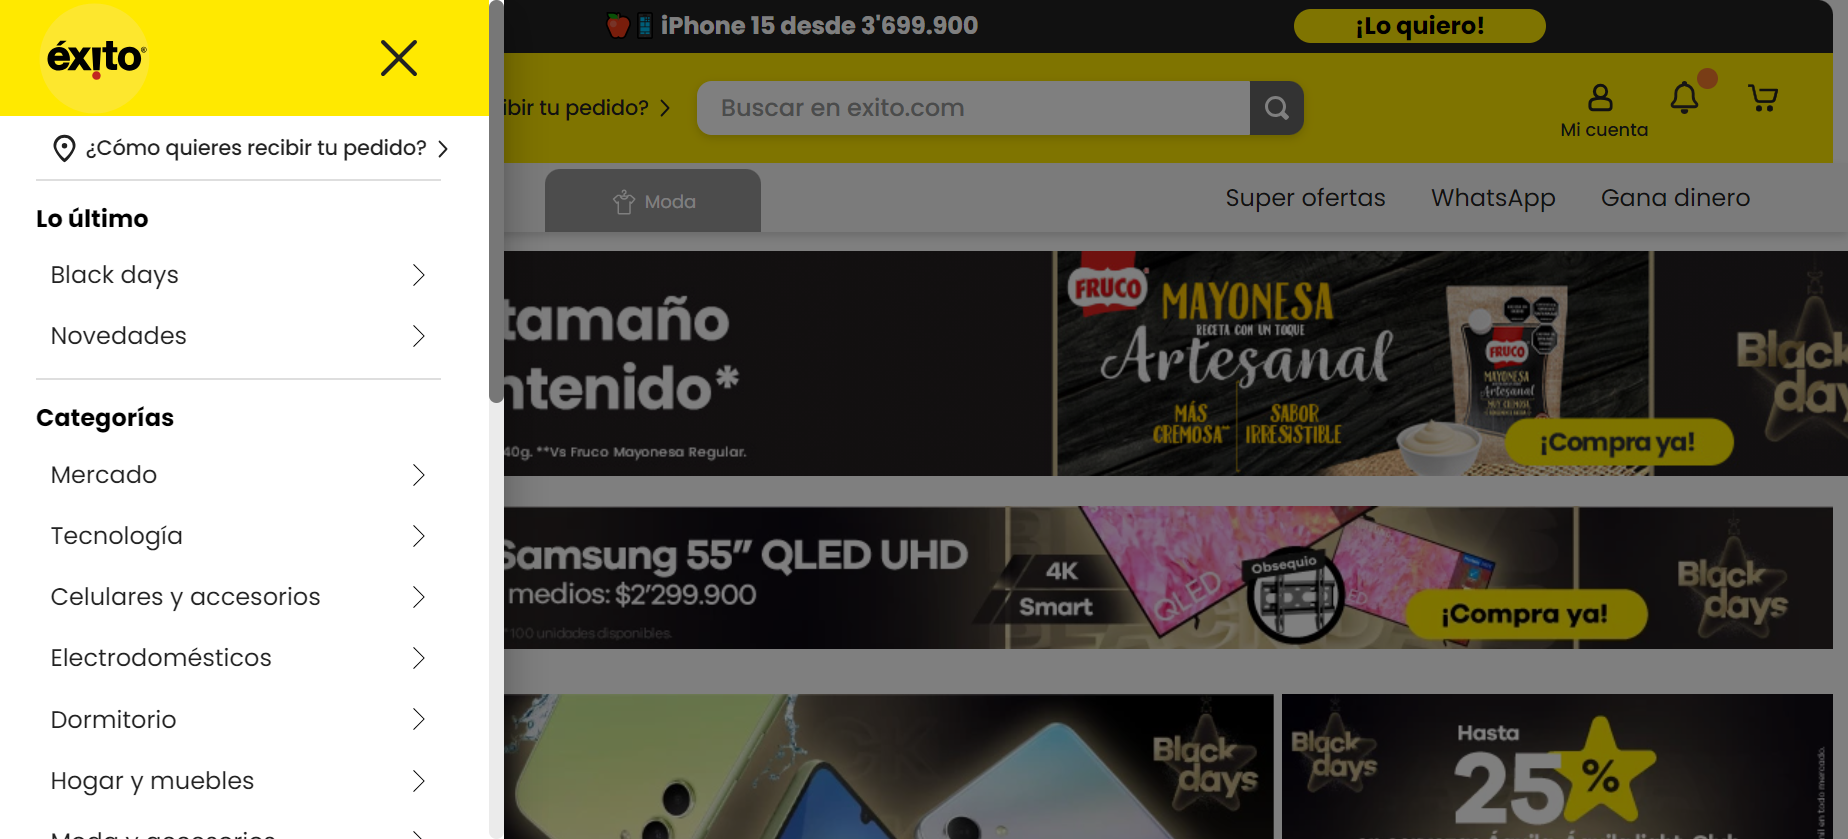 éxito
¿Cómo quieres recibir tu pedido?
Lo último
Black days
Novedades
Categorías
Mercado
Tecnología
Celulares y accesorios
Electrodomésticos
Dormitorio
Hogar y muebles
Moda y accesorios
iPhone 15 desde 3'699.900
¡Lo quiero!
ibir tu pedido?
Buscar en exito.com
Mi cuenta
Moda
Super ofertas
WhatsApp
Gana dinero
tamaño
ntenido*
40g. **Vs Fruco Mayonesa Regular.
FRUCO
MAYONESA
RECETA CON UN TOQUE
Artesanal
MÁS
CREMOSA**
SABOR
IRRESISTIBLE
FRUCO
MAYONESA
Artesanal
¡Compra ya!
Black
day
Samsung 55” QLED UHD
medios: $2’299.900
*100 unidades disponibles.
4K
Smart
QLED
Obsequio
¡Compra ya!
Black
days
Black
days
Black
days
Hasta
25%